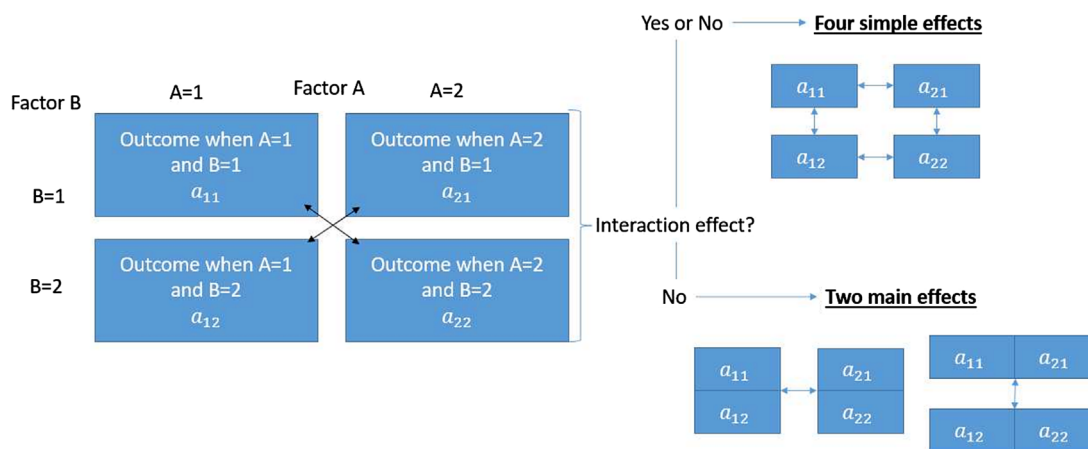 Yes or No
Four simple effects
Factor B
A=1
Factor A
A=2
Outcome when A=1
and B=1
a₁₁
Outcome when A=2
and B=1
a₂₁
B=1
Outcome when A=1
and B=2
a₁₂
Outcome when A=2
and B=2
a₂₂
B=2
a₁₁
a₂₁
a₁₂
a₂₂
Interaction effect?
No
Two main effects
a₁₁
a₁₂
a₂₁
a₂₂
a₁₁ a₂₁
a₁₂ a₂₂